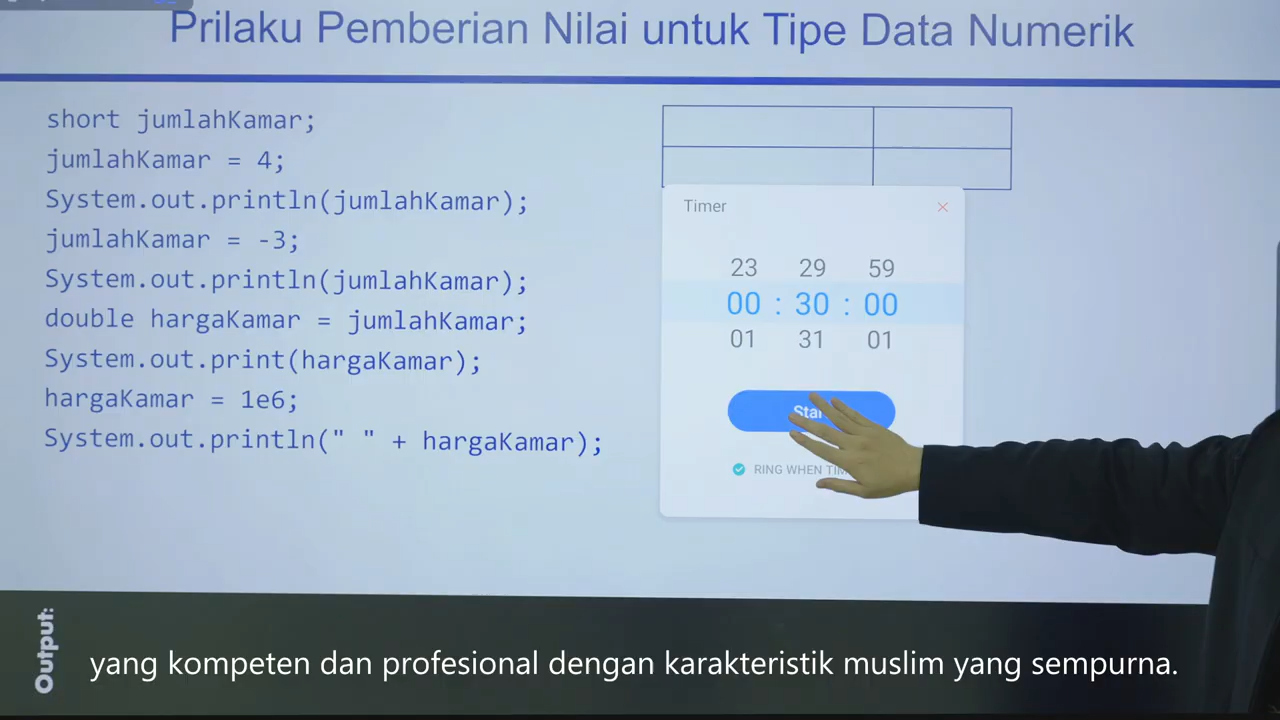 Prilaku Pemberian Nilai untuk Tipe Data Numerik
short jumlahKamar;
jumlahKamar = 4;
System.out.println(jumlahKamar);
jumlahKamar = -3;
System.out.println(jumlahKamar);
double hargaKamar = jumlahKamar;
System.out.print(hargaKamar);
hargaKamar = 1e6;
System.out.println(" " + hargaKamar);
Timer
23 29 59
00 : 30 : 00
01 31 01
RING WHEN
Output:
yang kompeten dan profesional dengan karakteristik muslim yang sempurna.